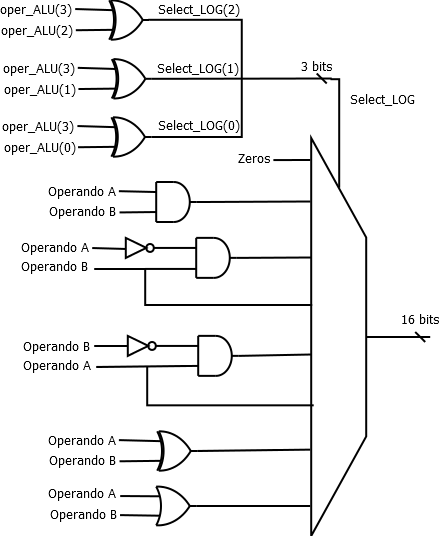 oper_ALU(3)
Select_LOG(2)
oper_ALU(2)
oper_ALU(3)
Select_LOG(1)
3 bits
oper_ALU(1)
Select_LOG
oper_ALU(3)
Select_LOG(0)
oper_ALU(0)
Zeros
Operando A
Operando B
Operando A
Operando B
16 bits
Operando B
Operando A
Operando A
Operando B
Operando A
Operando B